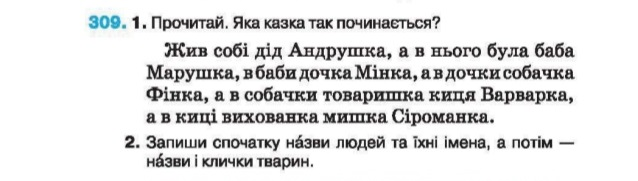 309. 1. Прочитай. Яка казка так починається?
Жив собі дід Андрушка, а в нього була баба
Марушка, в баби дочка Мінка, а в дочки собачка
Фінка, а в собачки товаришка киця Варварка,
а в киці вихованка мишка Сіроманка.
2. Запиши спочатку на́зви людей та їхні імена, а потім —
на́зви і клички тварин.